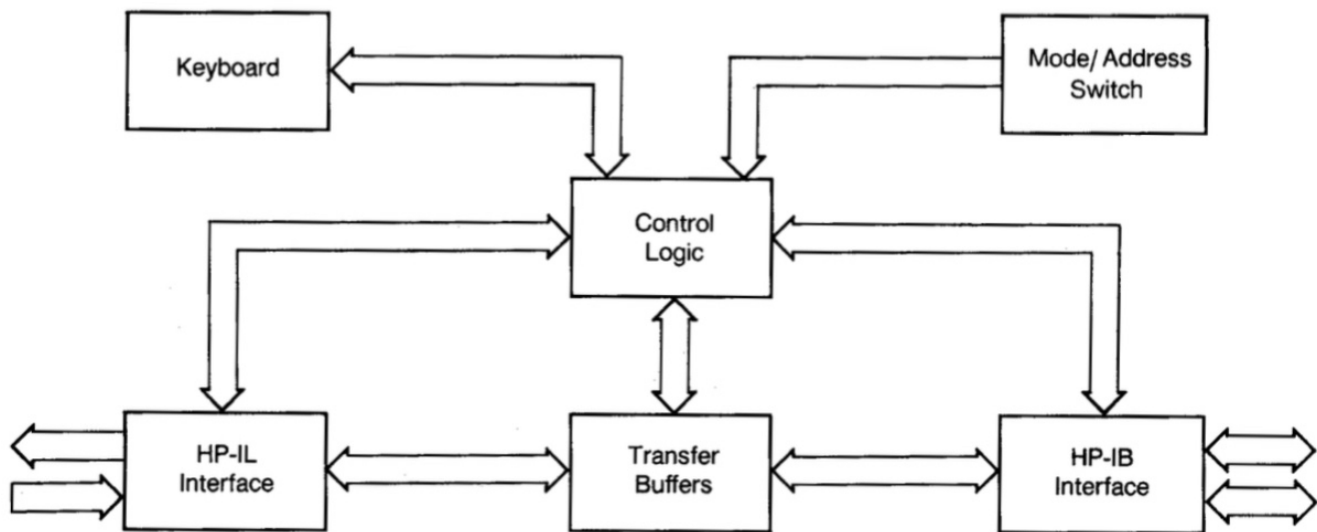 Keyboard
Mode/Address
Switch
Control
Logic
HP-IL
Interface
Transfer
Buffers
HP-IB
Interface